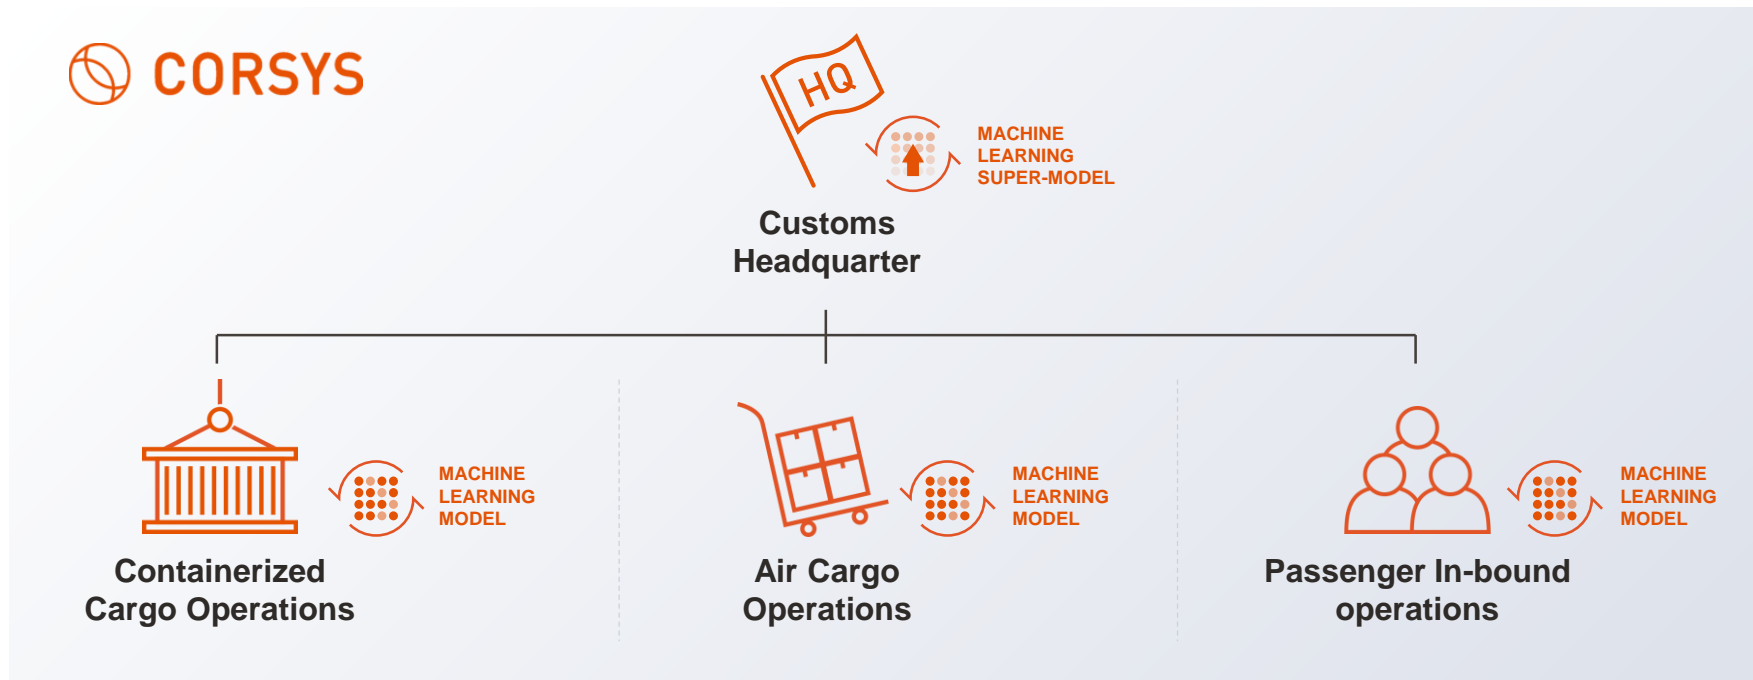 CORSYS
HQ
MACHINE
LEARNING
SUPER-MODEL
Customs
Headquarter
MACHINE
LEARNING
MODEL
Containerized
Cargo Operations
MACHINE
LEARNING
MODEL
Air Cargo
Operations
MACHINE
LEARNING
MODEL
Passenger In-bound
operations